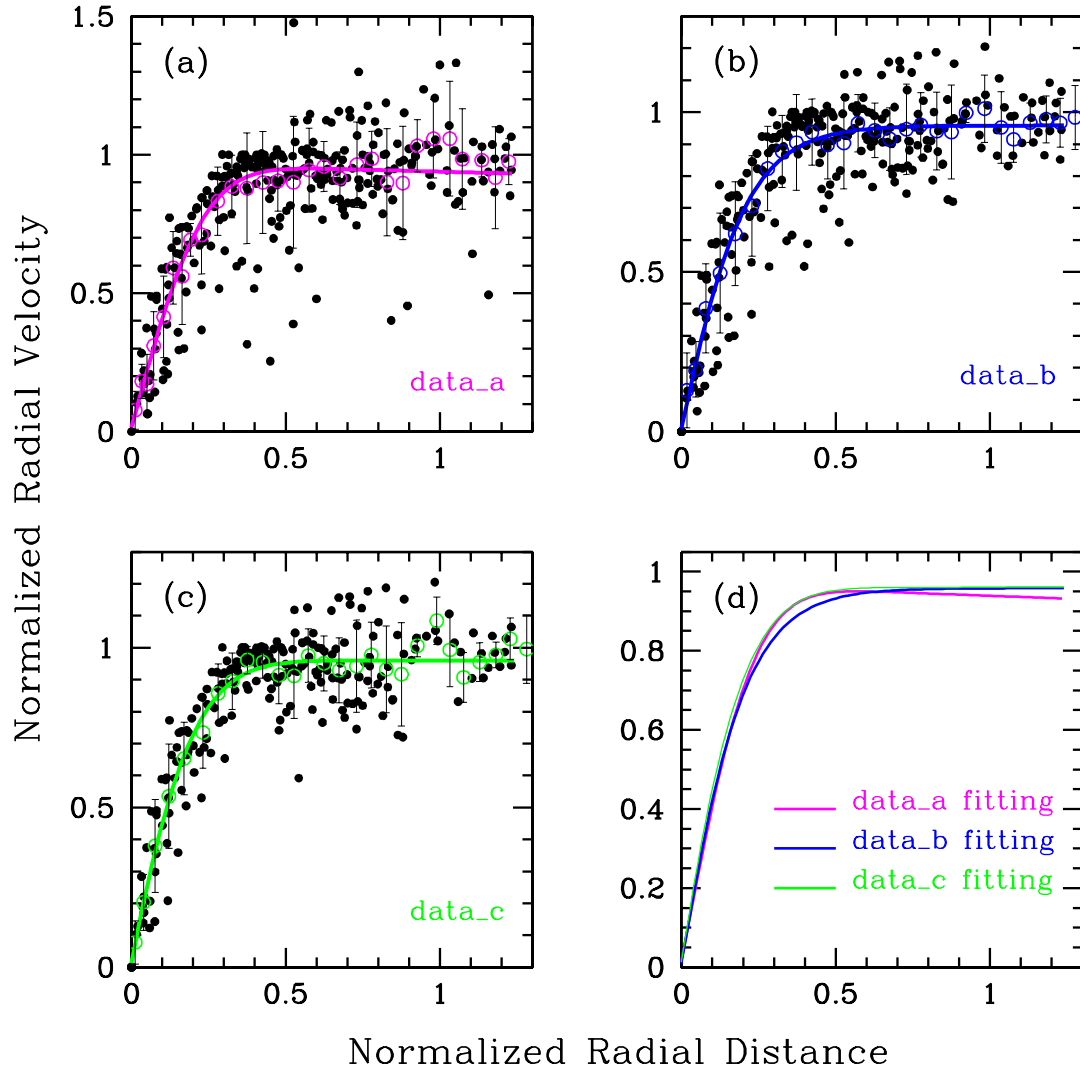 1.5
1
0.5
0
(a)
data_a
0
0.5
1
1
0.5
0
(b)
data_b
0
0.5
1
Normalized Radial Velocity
1
0.5
0
(c)
data_c
0
0.5
1
1
0.8
0.6
0.4
0.2
0
(d)
data_a fitting
data_b fitting
data_c fitting
0
0.5
1
Normalized Radial Distance